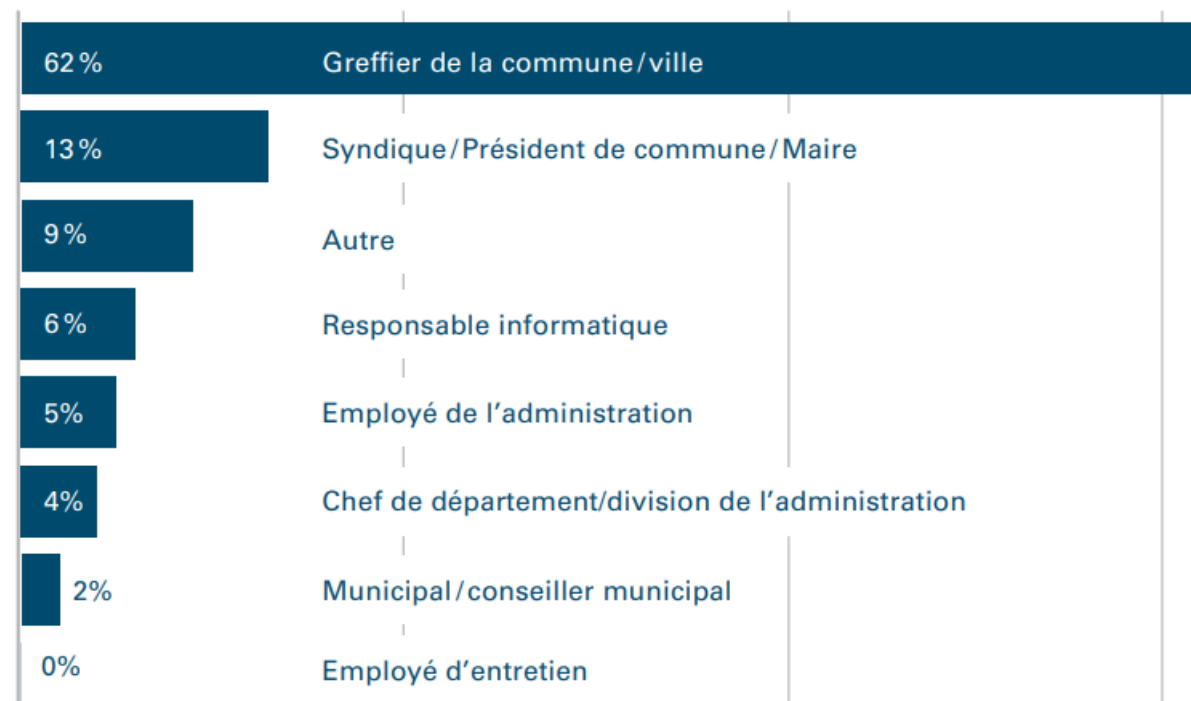 62 % Greffier de la commune/ville
13 % Syndique/Président de commune/Maire
9 % Autre
6 % Responsable informatique
5% Employé de l’administration
4% Chef de département/division de l’administration
2% Municipal/conseiller municipal
0% Employé d’entretien